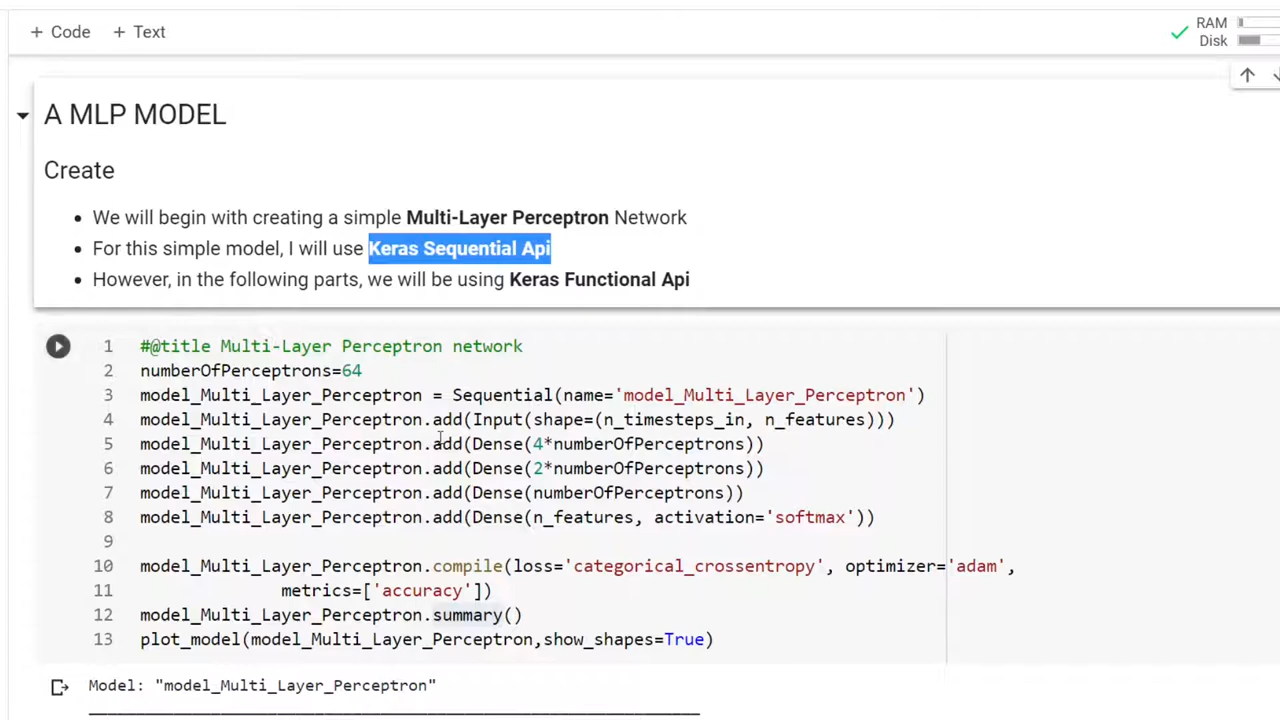 + Code + Text
RAM
Disk
A MLP MODEL
Create
• We will begin with creating a simple Multi-Layer Perceptron Network
• For this simple model, I will use Keras Sequential Api
• However, in the following parts, we will be using Keras Functional Api
1 #@title Multi-Layer Perceptron network
2 numberOfPerceptrons=64
3 model_Multi_Layer_Perceptron = Sequential(name='model_Multi_Layer_Perceptron')
4 model_Multi_Layer_Perceptron.add(Input(shape=(n_timesteps_in, n_features)))
5 model_Multi_Layer_Perceptron.add(Dense(4*numberOfPerceptrons))
6 model_Multi_Layer_Perceptron.add(Dense(2*numberOfPerceptrons))
7 model_Multi_Layer_Perceptron.add(Dense(numberOfPerceptrons))
8 model_Multi_Layer_Perceptron.add(Dense(n_features, activation='softmax'))
9
10 model_Multi_Layer_Perceptron.compile(loss='categorical_crossentropy', optimizer='adam',
11 metrics=['accuracy'])
12 model_Multi_Layer_Perceptron.summary()
13 plot_model(model_Multi_Layer_Perceptron,show_shapes=True)
Model: "model_Multi_Layer_Perceptron"